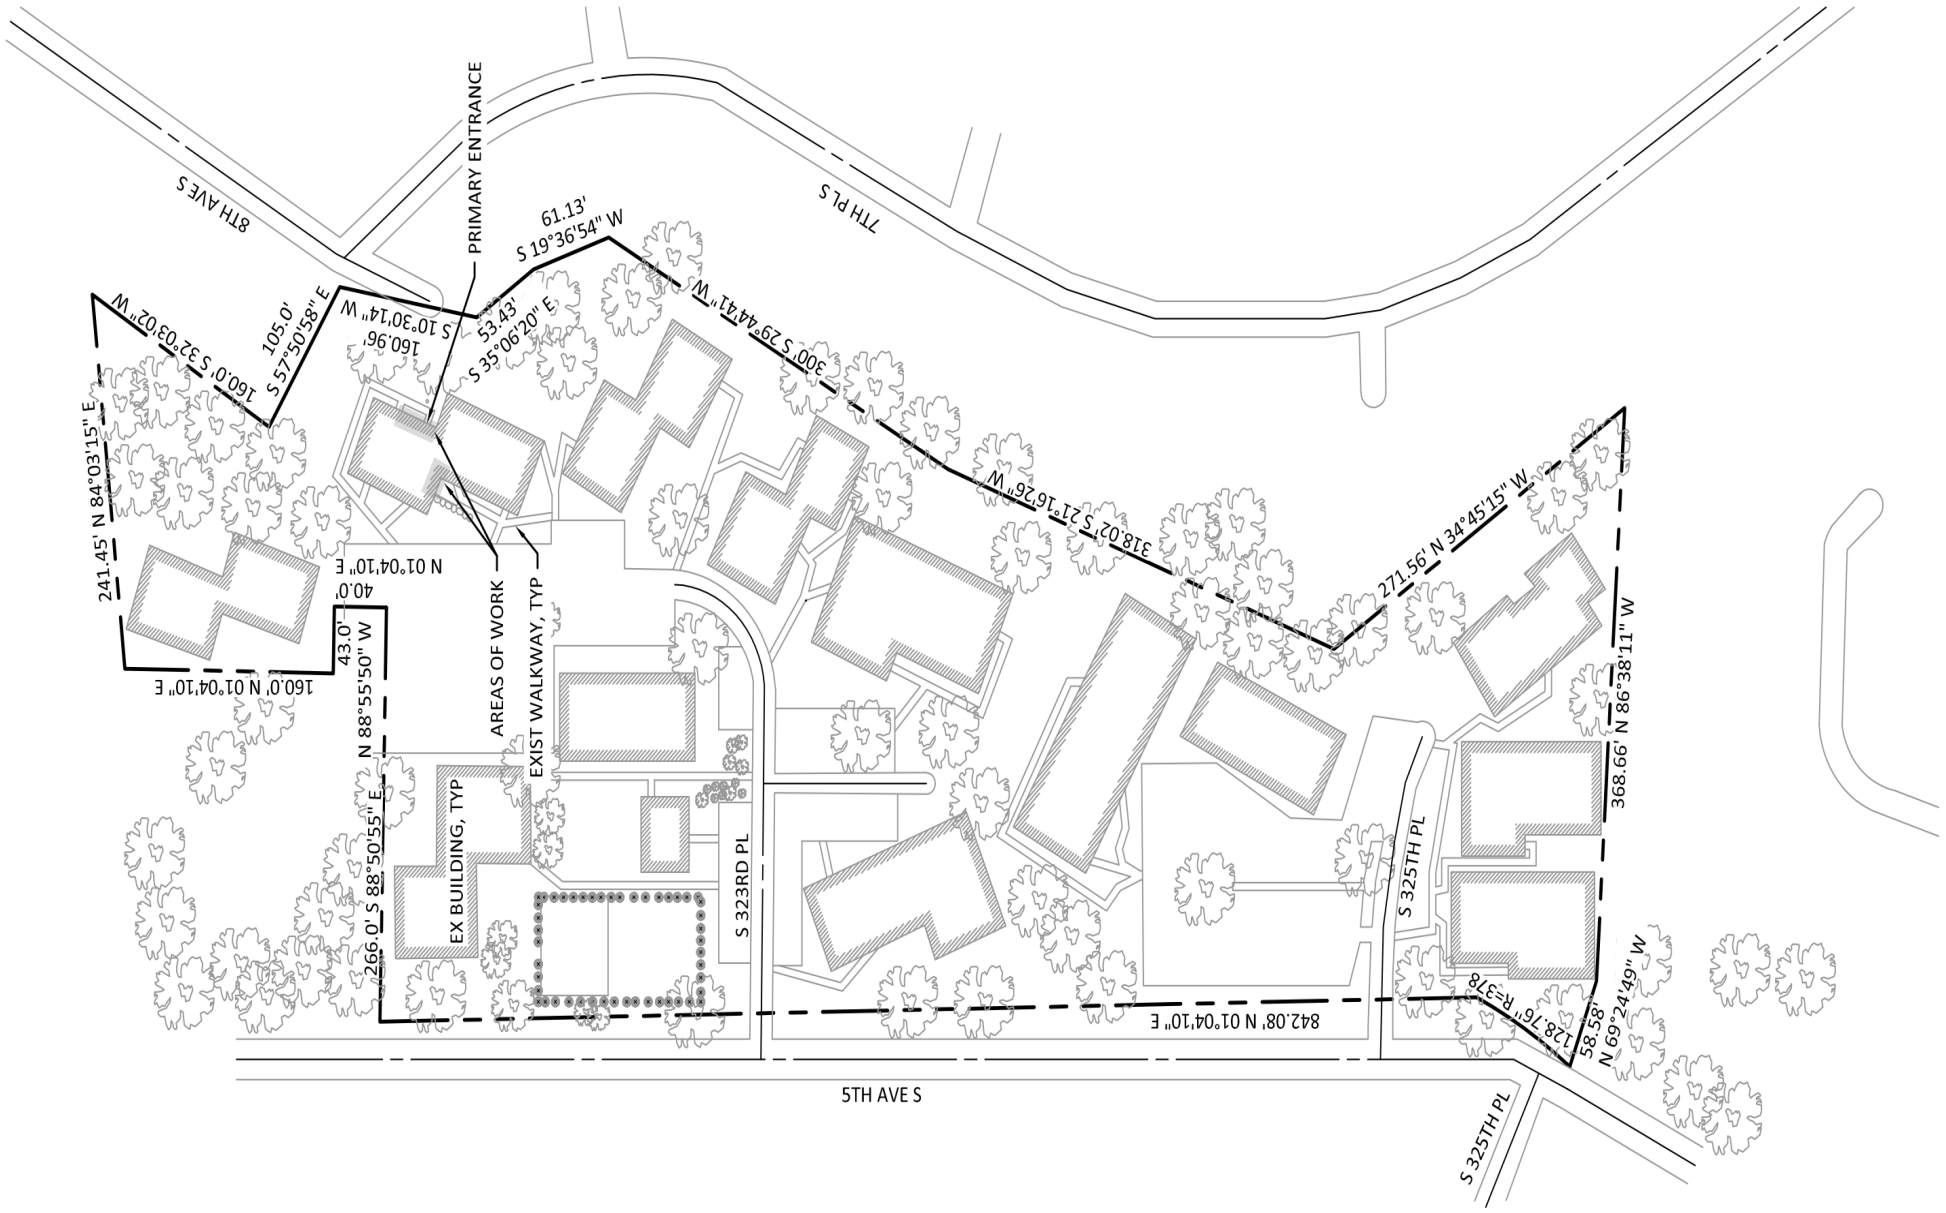 8TH AVE S
PRIMARY ENTRANCE
61.13'
S 19°36'54" W
7TH PL S
160.0' S 32°03'02" W
105.0'
S 57°50'58" E
S 10°30'14" W
160.96'
53.43'
S 35°06'20" E
300' S 29°44'41" W
241.45' N 84°03'15" E
318.02' S 21°16'26" W
271.56' N 34°45'15" W
N 01°04'10" E
40.0'
43.0'
160.0' N 01°04'10" E
N 88°55'50" W
AREAS OF WORK
EXIST WALKWAY, TYP
368.66' N 86°38'11" W
266.0' S 88°50'55" E
EX BUILDING, TYP
S 323RD PL
S 325TH PL
842.08' N 01°04'10" E
128.76" R=378
58.58'
N 69°24'49" W
5TH AVE S
S 325TH PL